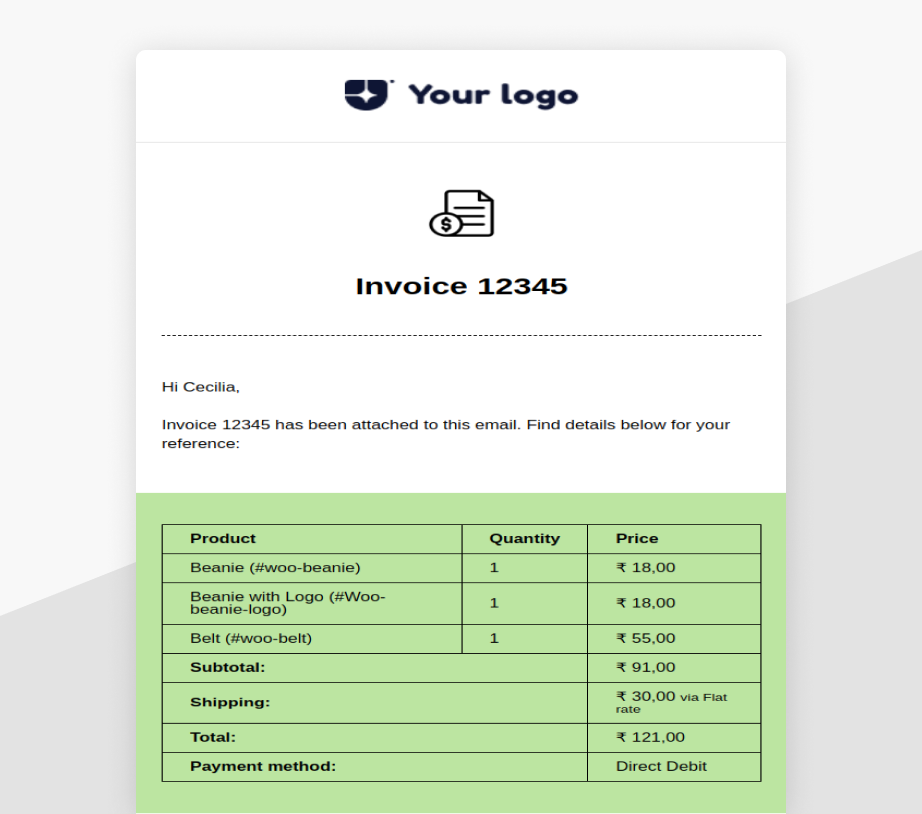 Your logo
$
Invoice 12345
Hi Cecilia,
Invoice 12345 has been attached to this email. Find details below for your
reference:
Product Quantity Price
Beanie (#woo-beanie) 1 ₹ 18,00
Beanie with Logo (#Woo-
beanie-logo) 1 ₹ 18,00
Belt (#woo-belt) 1 ₹ 55,00
Subtotal: ₹ 91,00
Shipping: ₹ 30,00 via Flat
rate
Total: ₹ 121,00
Payment method: Direct Debit